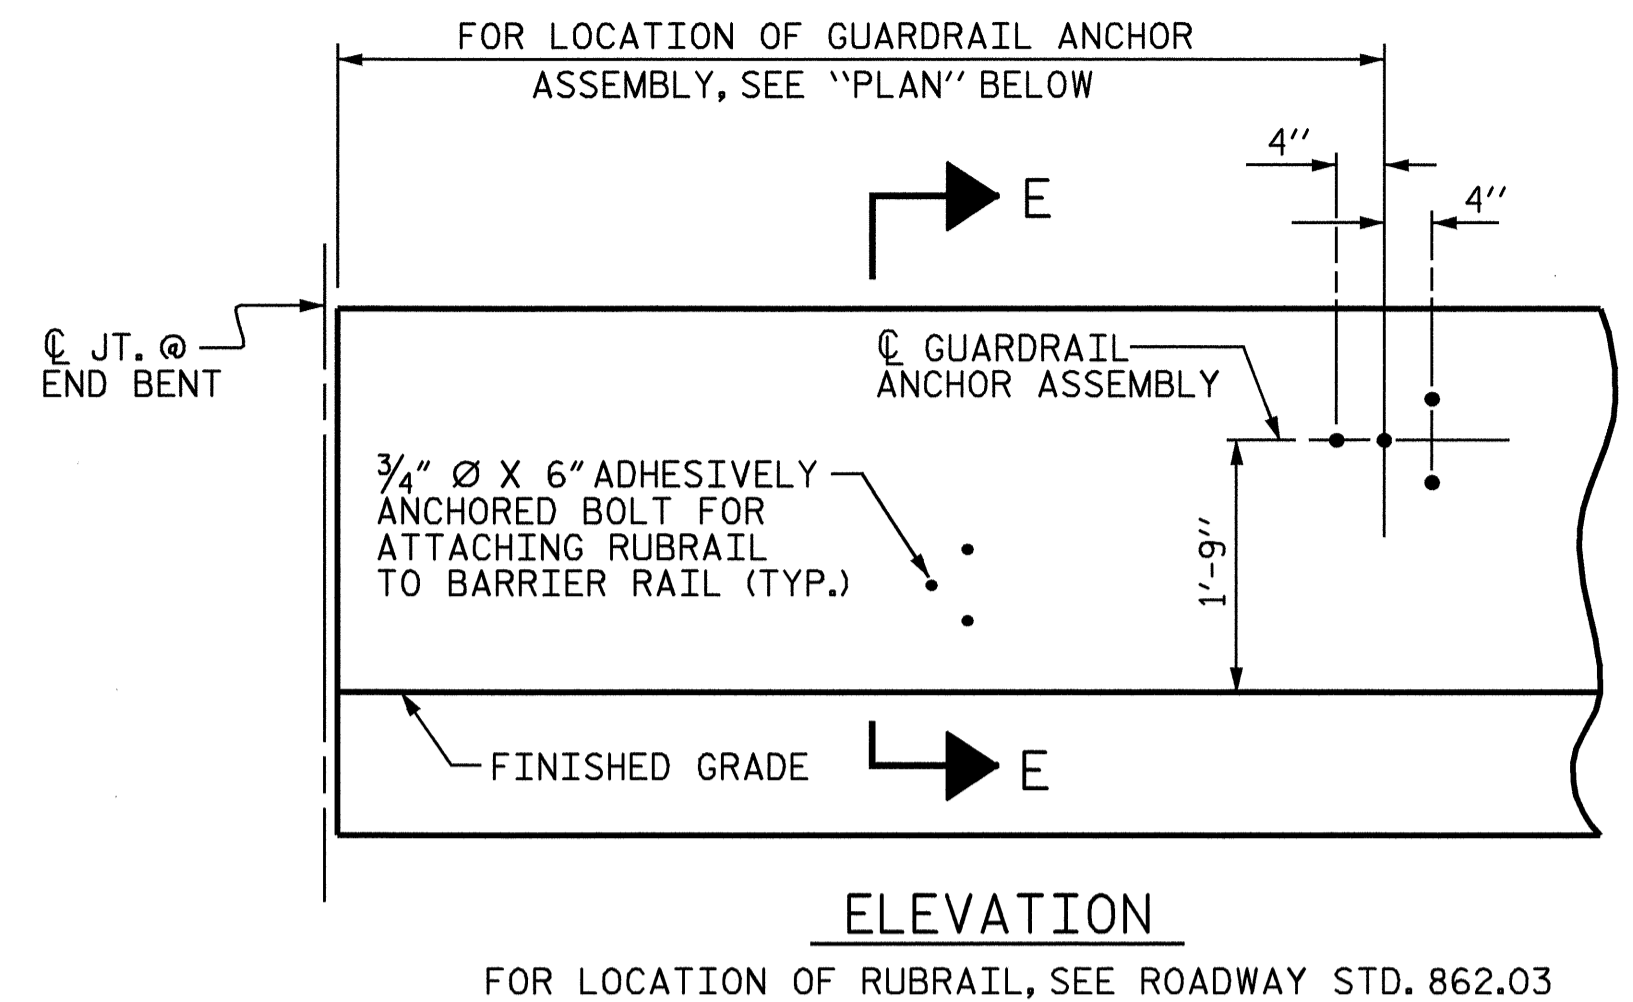 FOR LOCATION OF GUARDRAIL ANCHOR
ASSEMBLY, SEE "PLAN" BELOW
4"
4"
E
℄ JT. @
END BENT
℄ GUARDRAIL
ANCHOR ASSEMBLY
3/4" Ø X 6" ADHESIVELY
ANCHORED BOLT FOR
ATTACHING RUBRAIL
TO BARRIER RAIL (TYP.)
1'-9"
FINISHED GRADE
E
ELEVATION
FOR LOCATION OF RUBRAIL, SEE ROADWAY STD. 862.03